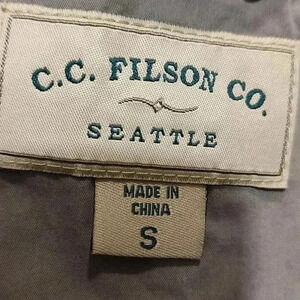 C.C. FILSON CO.
SEATTLE
MADE IN
CHINA
S